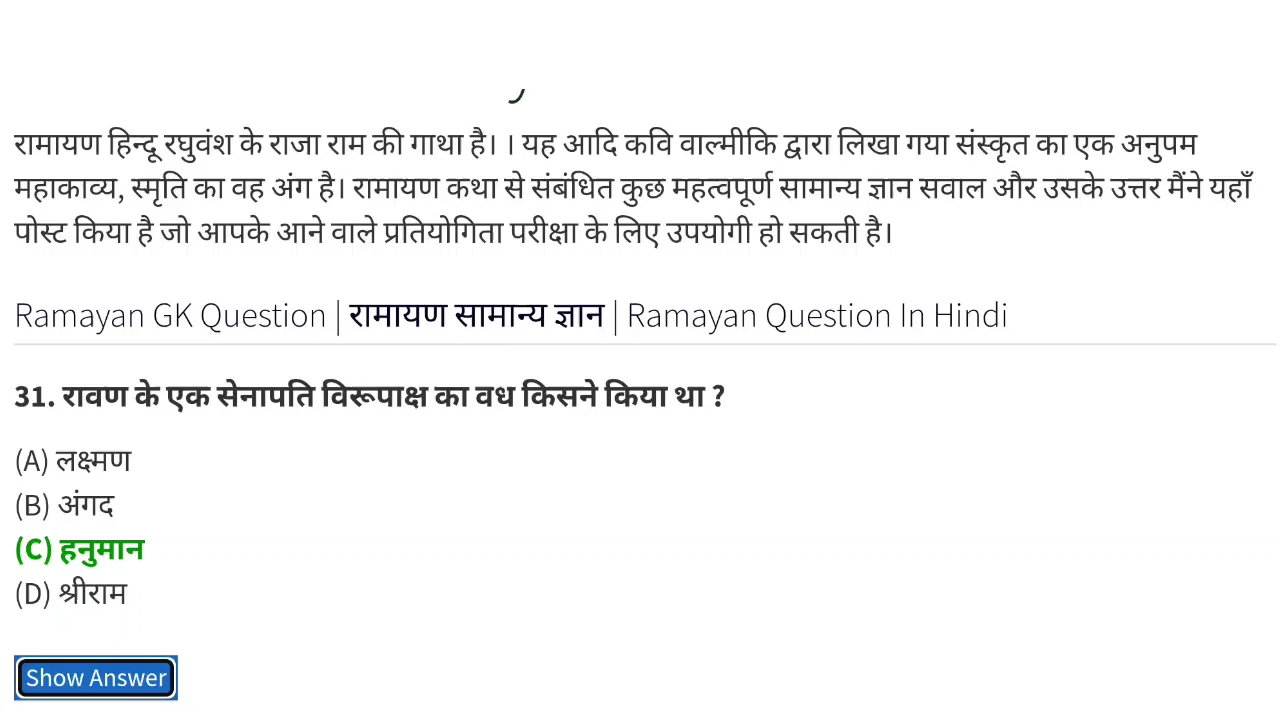 रामायण हिन्दू रघुवंश के राजा राम की गाथा है। । यह आदि कवि वाल्मीकि द्वारा लिखा गया संस्कृत का एक अनुपम
महाकाव्य, स्मृति का वह अंग है। रामायण कथा से संबंधित कुछ महत्वपूर्ण सामान्य ज्ञान सवाल और उसके उत्तर मैंने यहाँ
पोस्ट किया है जो आपके आने वाले प्रतियोगिता परीक्षा के लिए उपयोगी हो सकती है।
Ramayan GK Question | रामायण सामान्य ज्ञान | Ramayan Question In Hindi
31. रावण के एक सेनापति विरूपाक्ष का वध किसने किया था ?
(A) लक्ष्मण
(B) अंगद
(C) हनुमान
(D) श्रीराम
Show Answer